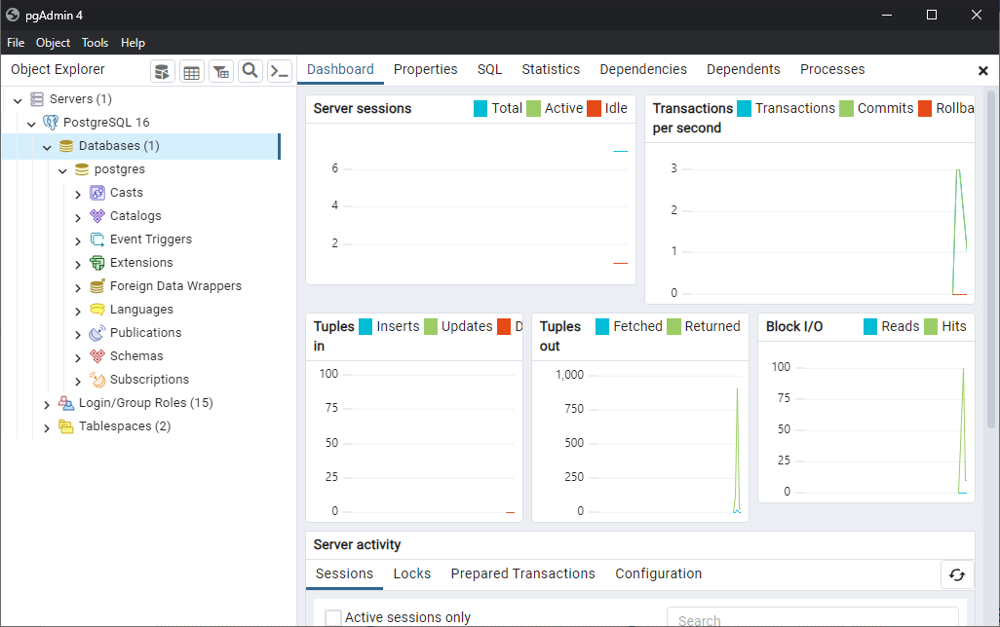 pgAdmin 4
File Object Tools Help
Object Explorer
Dashboard Properties SQL Statistics Dependencies Dependents Processes
Servers (1)
PostgreSQL 16
Databases (1)
postgres
Casts
Catalogs
Event Triggers
Extensions
Foreign Data Wrappers
Languages
Publications
Schemas
Subscriptions
Login/Group Roles (15)
Tablespaces (2)
Server sessions Total Active Idle
6
4
2
Transactions per second Transactions Commits Rollba
3
2
1
0
Tuples in Inserts Updates D
100
75
50
25
0
Tuples out Fetched Returned
1,000
750
500
250
0
Block I/O Reads Hits
100
75
50
25
0
Server activity
Sessions Locks Prepared Transactions Configuration
Active sessions only Search